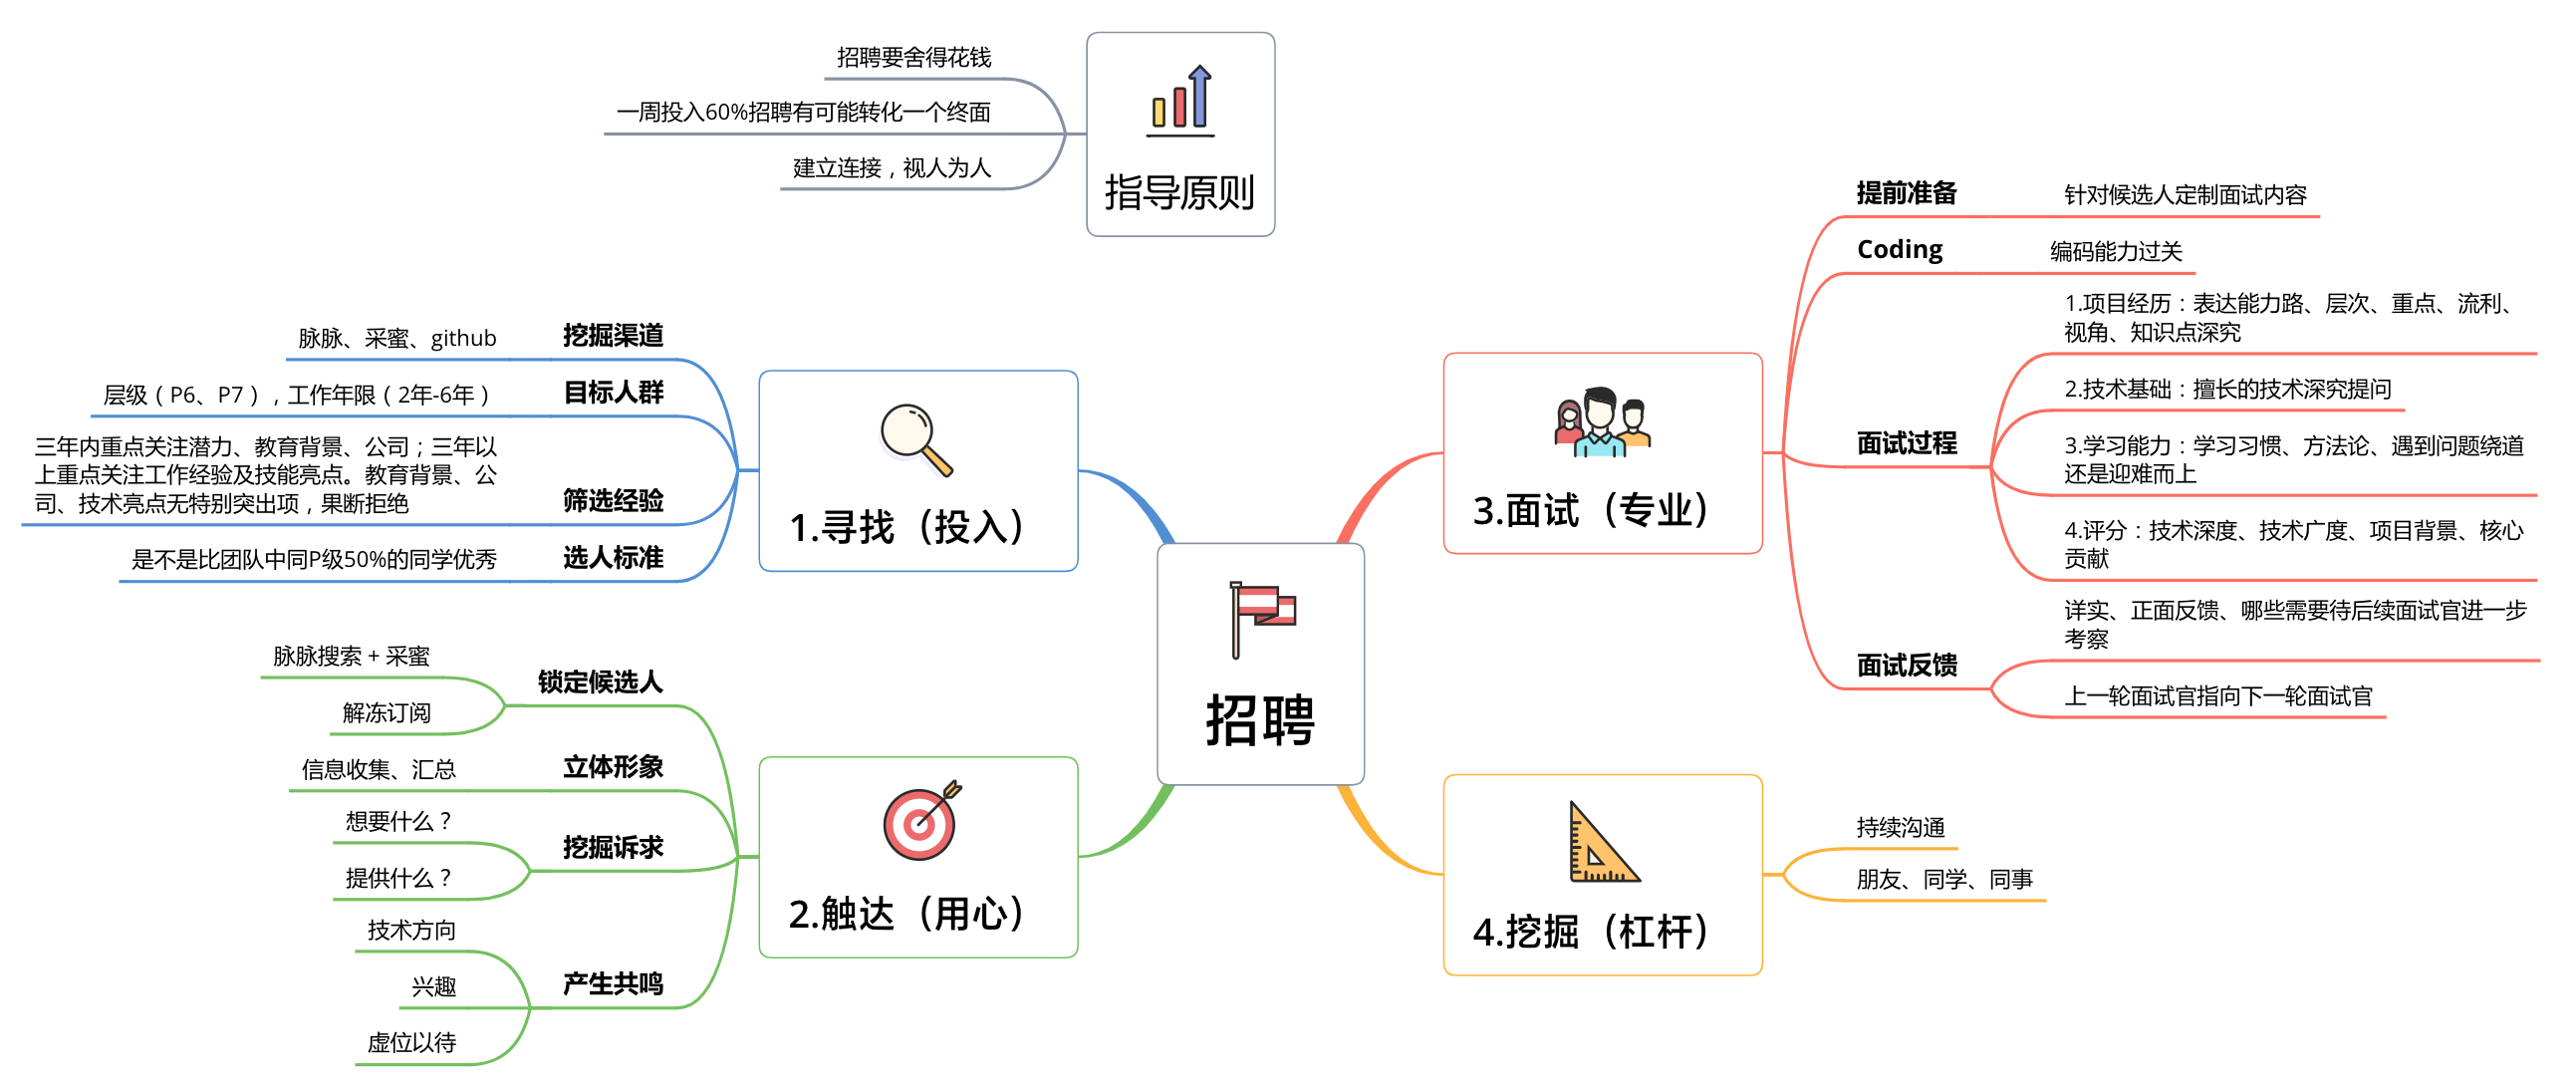 招聘要舍得花钱
一周投入60%招聘有可能转化一个终面
建立连接，视人为人
指导原则
招聘
1.寻找（投入）
挖掘渠道
脉脉、采蜜、github
目标人群
层级（P6、P7），工作年限（2年-6年）
筛选经验
三年内重点关注潜力、教育背景、公司；三年以
上重点关注工作经验及技能亮点。教育背景、公
司、技术亮点无特别突出项，果断拒绝
选人标准
是不是比团队中同P级50%的同学优秀
2.触达（用心）
锁定候选人
脉脉搜索 + 采蜜
解冻订阅
立体形象
信息收集、汇总
挖掘诉求
想要什么？
提供什么？
产生共鸣
技术方向
兴趣
虚位以待
3.面试（专业）
提前准备
针对候选人定制面试内容
Coding
编码能力过关
面试过程
1.项目经历：表达能力路、层次、重点、流利、
视角、知识点深究
2.技术基础：擅长的技术深究提问
3.学习能力：学习习惯、方法论、遇到问题绕道
还是迎难而上
4.评分：技术深度、技术广度、项目背景、核心
贡献
面试反馈
详实、正面反馈、哪些需要待后续面试官进一步
考察
上一轮面试官指向下一轮面试官
4.挖掘（杠杆）
持续沟通
朋友、同学、同事